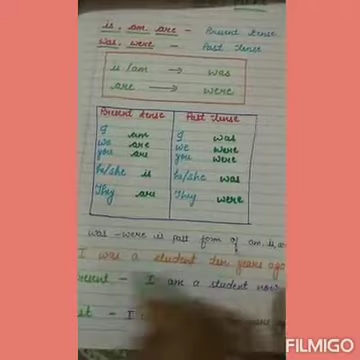 is, am, are - Present tense
was, were - Past tense
is/am → was
are → were
Present tense Past tense
I am I was
we are we were
you are you were
he/she is he/she was
They are They were
was - were is past form of am, is,
I was a student ten years ago
- I am a student now
- I
FILMIGO